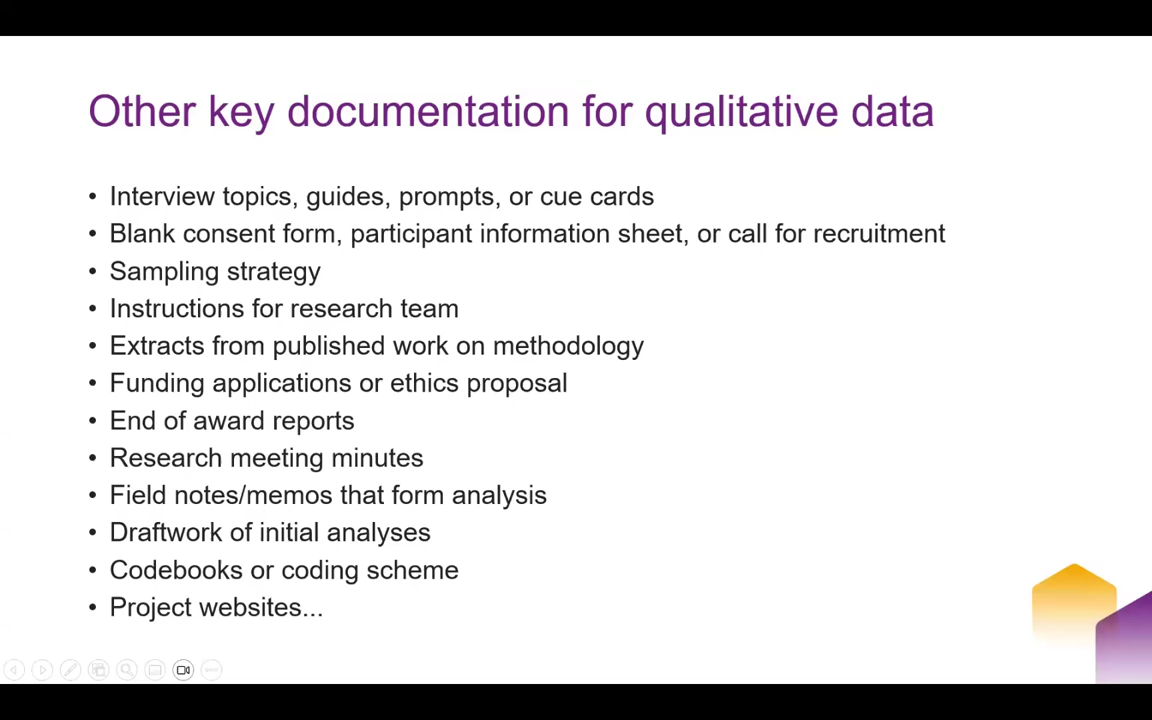 Other key documentation for qualitative data
• Interview topics, guides, prompts, or cue cards
• Blank consent form, participant information sheet, or call for recruitment
• Sampling strategy
• Instructions for research team
• Extracts from published work on methodology
• Funding applications or ethics proposal
• End of award reports
• Research meeting minutes
• Field notes/memos that form analysis
• Draftwork of initial analyses
• Codebooks or coding scheme
• Project websites...